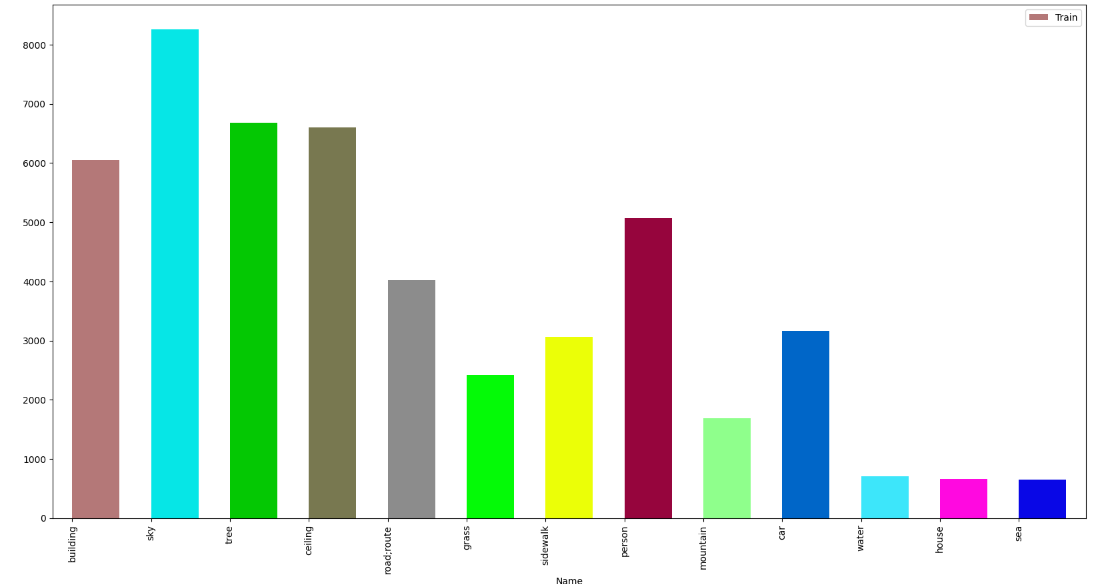 Train
8000
7000
6000
5000
4000
3000
2000
1000
0
building
sky
tree
ceiling
road;route
grass
sidewalk
person
mountain
car
water
house
sea
Name